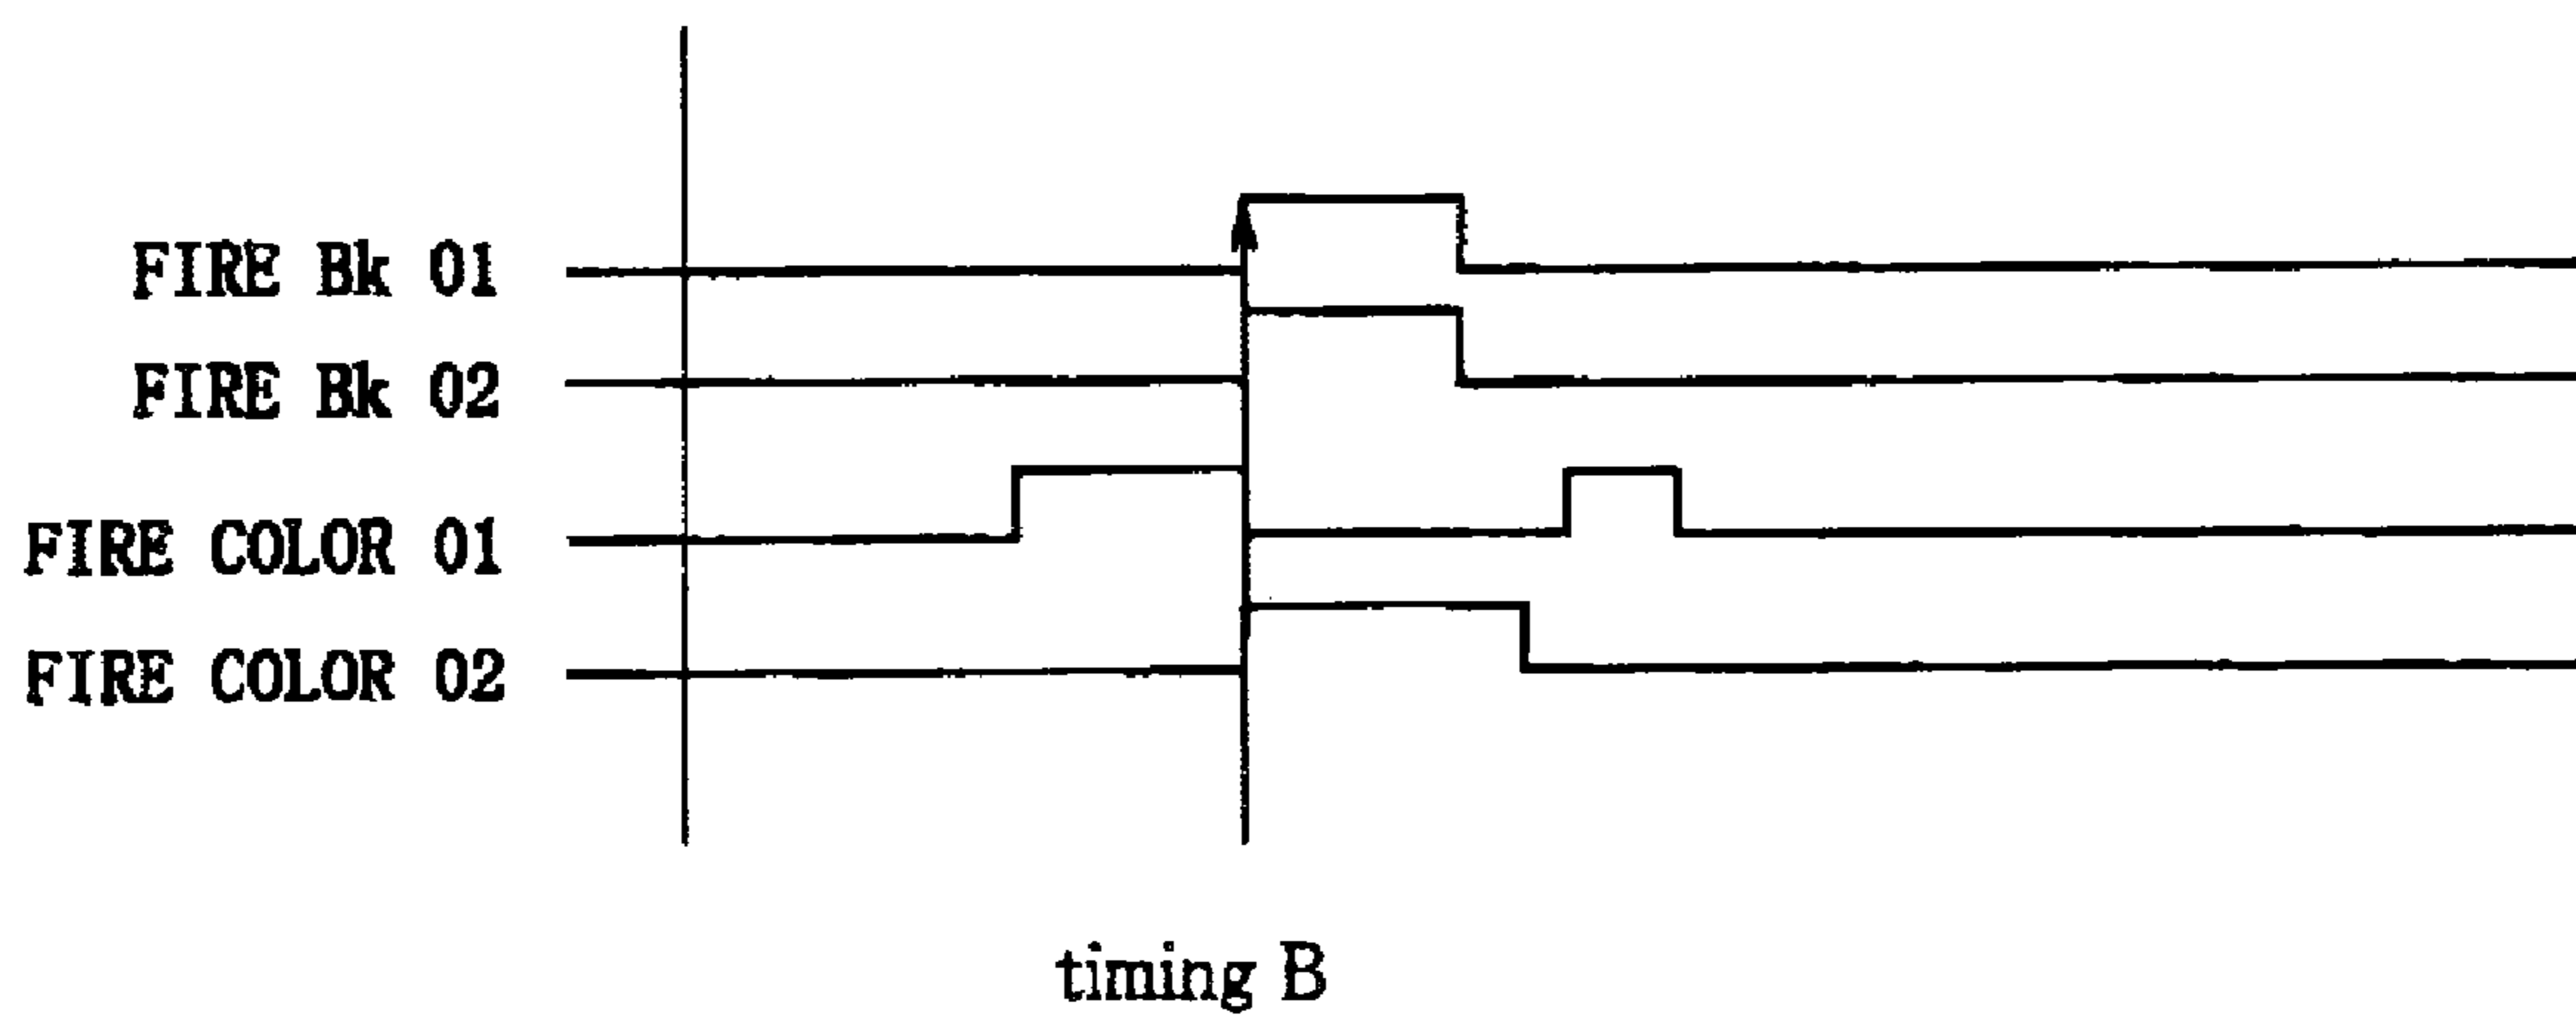 FIRE Bk 01
FIRE Bk 02
FIRE COLOR 01
FIRE COLOR 02
timing B